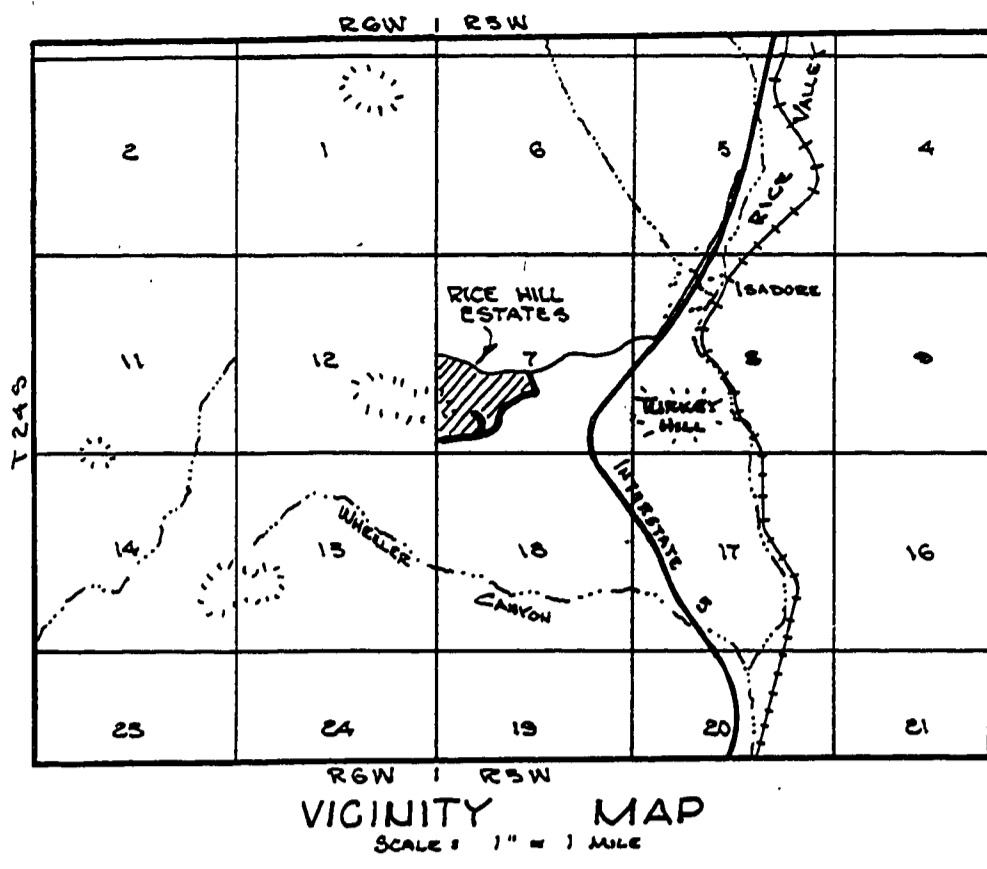 R6W | R5W
VALLEY
2 1 6 5 4
RICE
ISADORE
RICE HILL
ESTATES
11 12 7 8 9
T24S
TURKEY
HILL
INTERSTATE
5
WHEELER
CANYON
14 13 18 17 16
23 24 19 20 21
R6W | R5W
VICINITY MAP
SCALE: 1" = 1 MILE